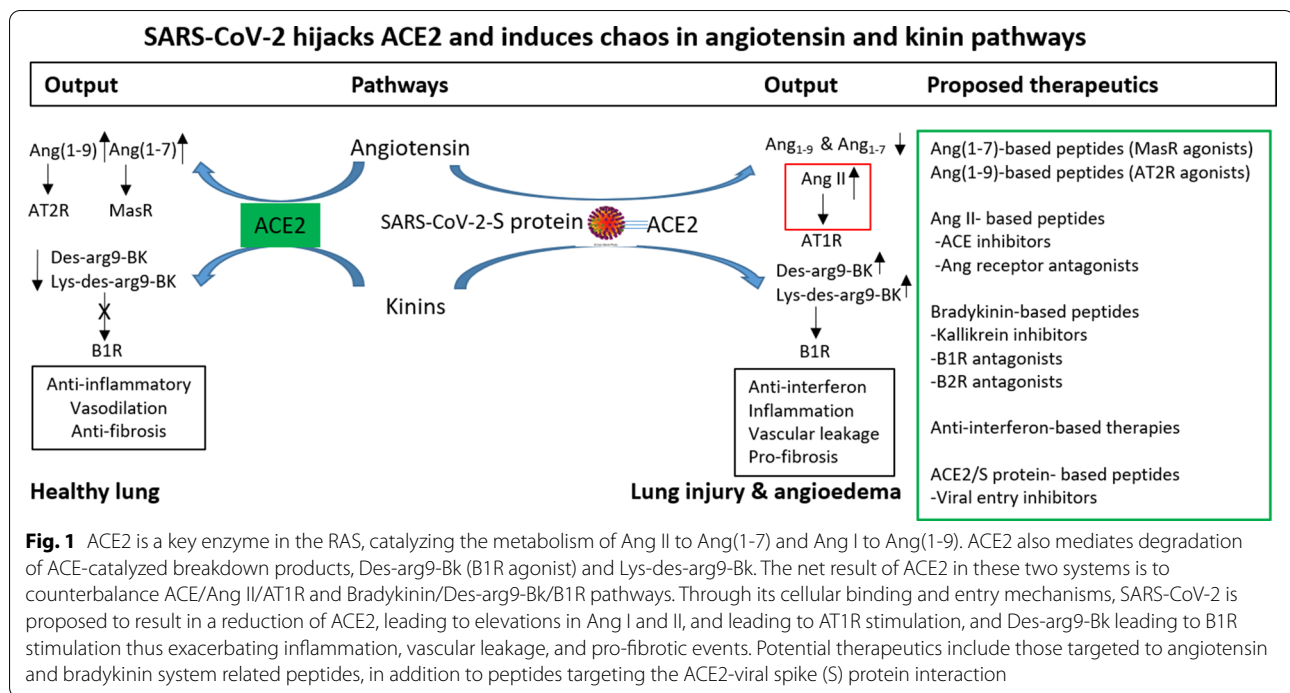 SARS-CoV-2 hijacks ACE2 and induces chaos in angiotensin and kinin pathways
Output Pathways Output Proposed therapeutics
Ang(1-9) Ang(1-7)
AT2R MasR
Des-arg9-BK
Lys-des-arg9-BK
X
B1R
Anti-inflammatory
Vasodilation
Anti-fibrosis
Healthy lung
Angiotensin
ACE2
SARS-CoV-2-S protein ACE2
Kinins
Ang1-9 & Ang1-7
Ang II
AT1R
Des-arg9-BK
Lys-des-arg9-BK
B1R
Anti-interferon
Inflammation
Vascular leakage
Pro-fibrosis
Lung injury & angioedema
Ang(1-7)-based peptides (MasR agonists)
Ang(1-9)-based peptides (AT2R agonists)
Ang II- based peptides
-ACE inhibitors
-Ang receptor antagonists
Bradykinin-based peptides
-Kallikrein inhibitors
-B1R antagonists
-B2R antagonists
Anti-interferon-based therapies
ACE2/S protein- based peptides
-Viral entry inhibitors
Fig. 1 ACE2 is a key enzyme in the RAS, catalyzing the metabolism of Ang II to Ang(1-7) and Ang I to Ang(1-9). ACE2 also mediates degradation
of ACE-catalyzed breakdown products, Des-arg9-Bk (B1R agonist) and Lys-des-arg9-Bk. The net result of ACE2 in these two systems is to
counterbalance ACE/Ang II/AT1R and Bradykinin/Des-arg9-Bk/B1R pathways. Through its cellular binding and entry mechanisms, SARS-CoV-2 is
proposed to result in a reduction of ACE2, leading to elevations in Ang I and II, and leading to AT1R stimulation, and Des-arg9-Bk leading to B1R
stimulation thus exacerbating inflammation, vascular leakage, and pro-fibrotic events. Potential therapeutics include those targeted to angiotensin
and bradykinin system related peptides, in addition to peptides targeting the ACE2-viral spike (S) protein interaction